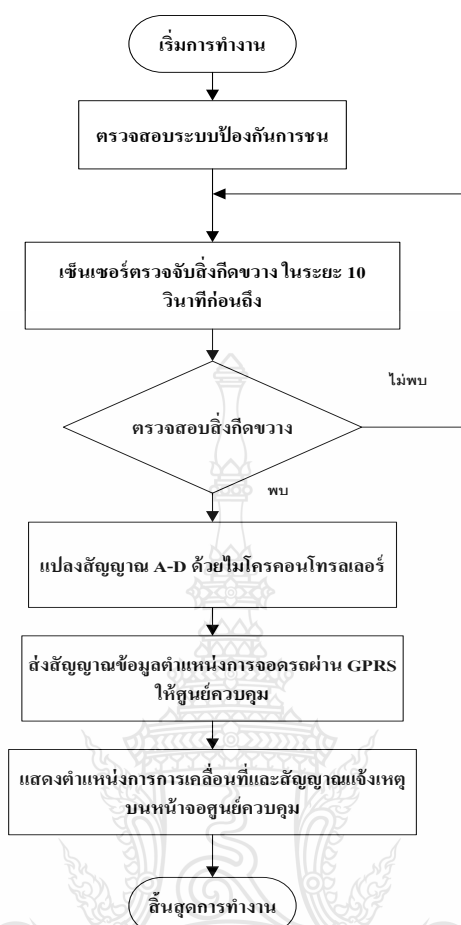 เริ่มการทำงาน
ตรวจสอบระบบป้องกันการชน
เซ็นเซอร์ตรวจจับสิ่งกีดขวาง ในระยะ 10
วินาทีก่อนถึง
ไม่พบ
ตรวจสอบสิ่งกีดขวาง
พบ
แปลงสัญญาณ A-D ด้วยไมโครคอนโทรลเลอร์
ส่งสัญญาณข้อมูลตำแหน่งการจอดรถผ่าน GPRS
ให้ศูนย์ควบคุม
แสดงตำแหน่งการการเคลื่อนที่และสัญญาณแจ้งเหตุ
บนหน้าจอศูนย์ควบคุม
สิ้นสุดการทำงาน